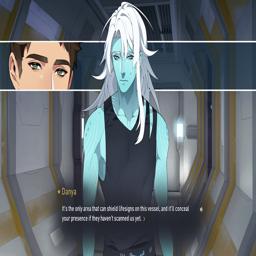 Danya
It's the only area that can shield lifesigns on this vessel, and it'll conceal
your presence if they haven't scanned us yet.